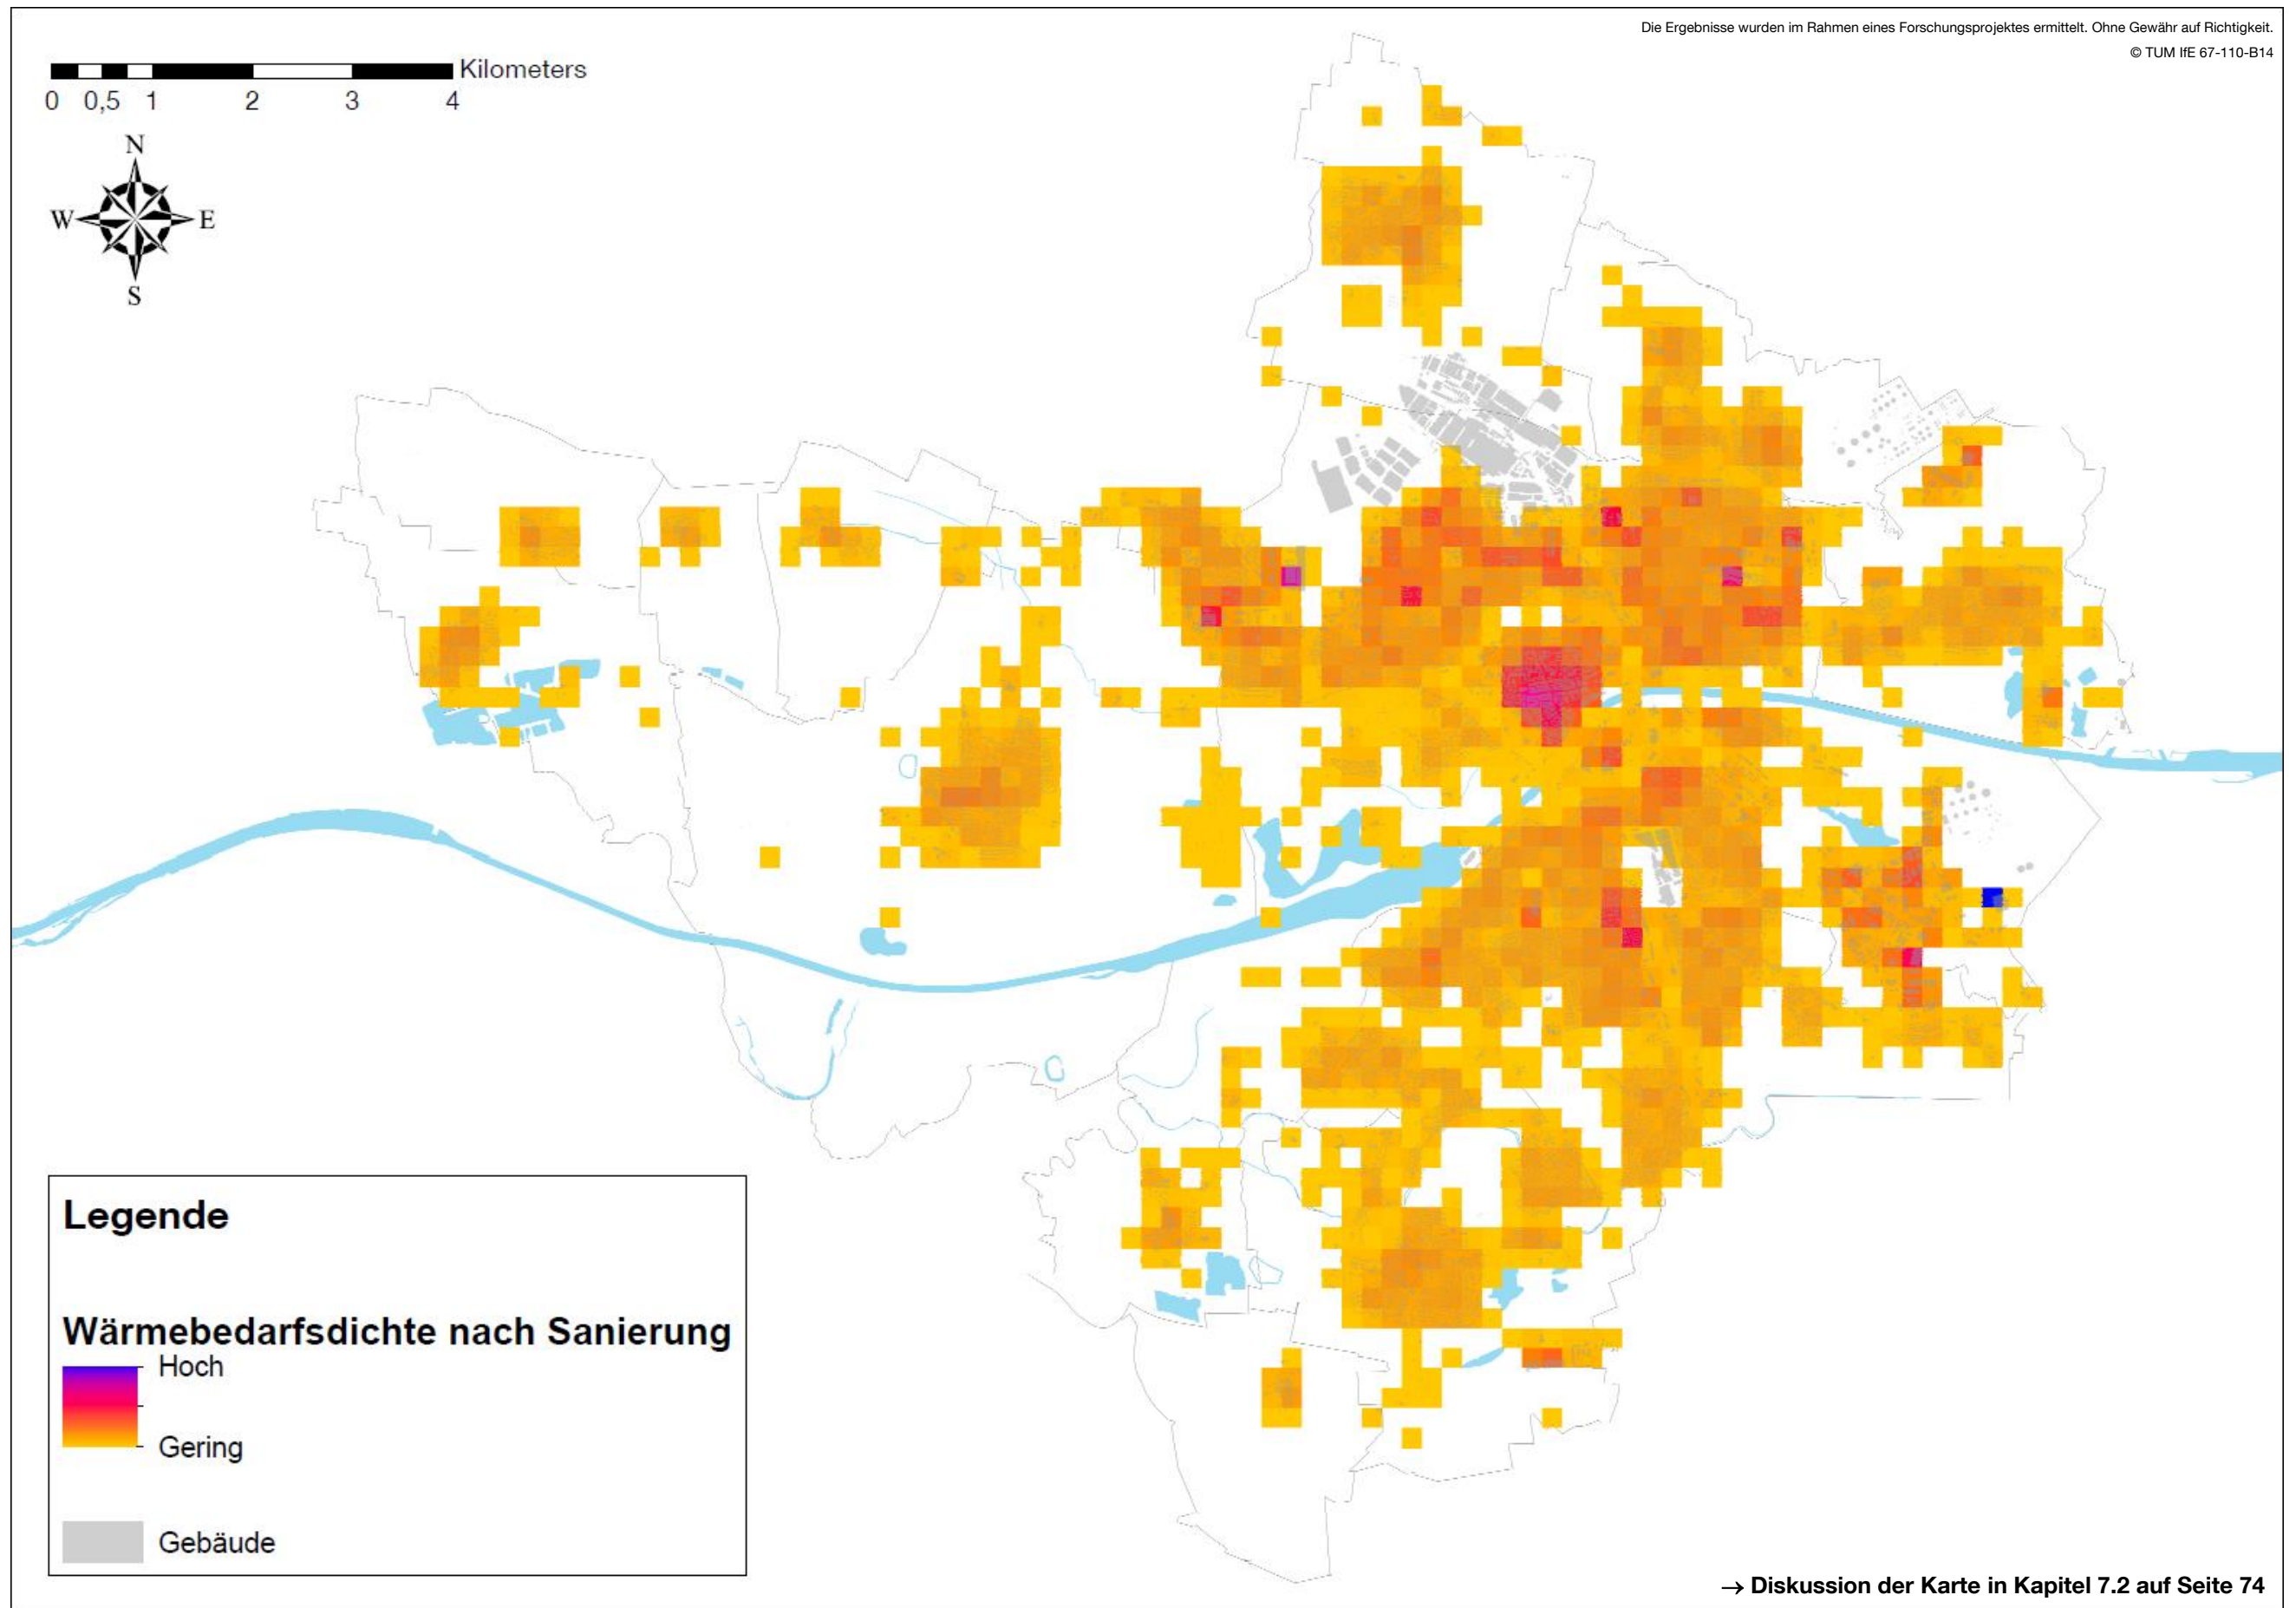 Die Ergebnisse wurden im Rahmen eines Forschungsprojektes ermittelt. Ohne Gewähr auf Richtigkeit.
© TUM IfE 67-110-B14
Kilometers
0 0,5 1 2 3 4
N
W E
S
Legende
Wärmebedarfsdichte nach Sanierung
Hoch
Gering
Gebäude
→ Diskussion der Karte in Kapitel 7.2 auf Seite 74